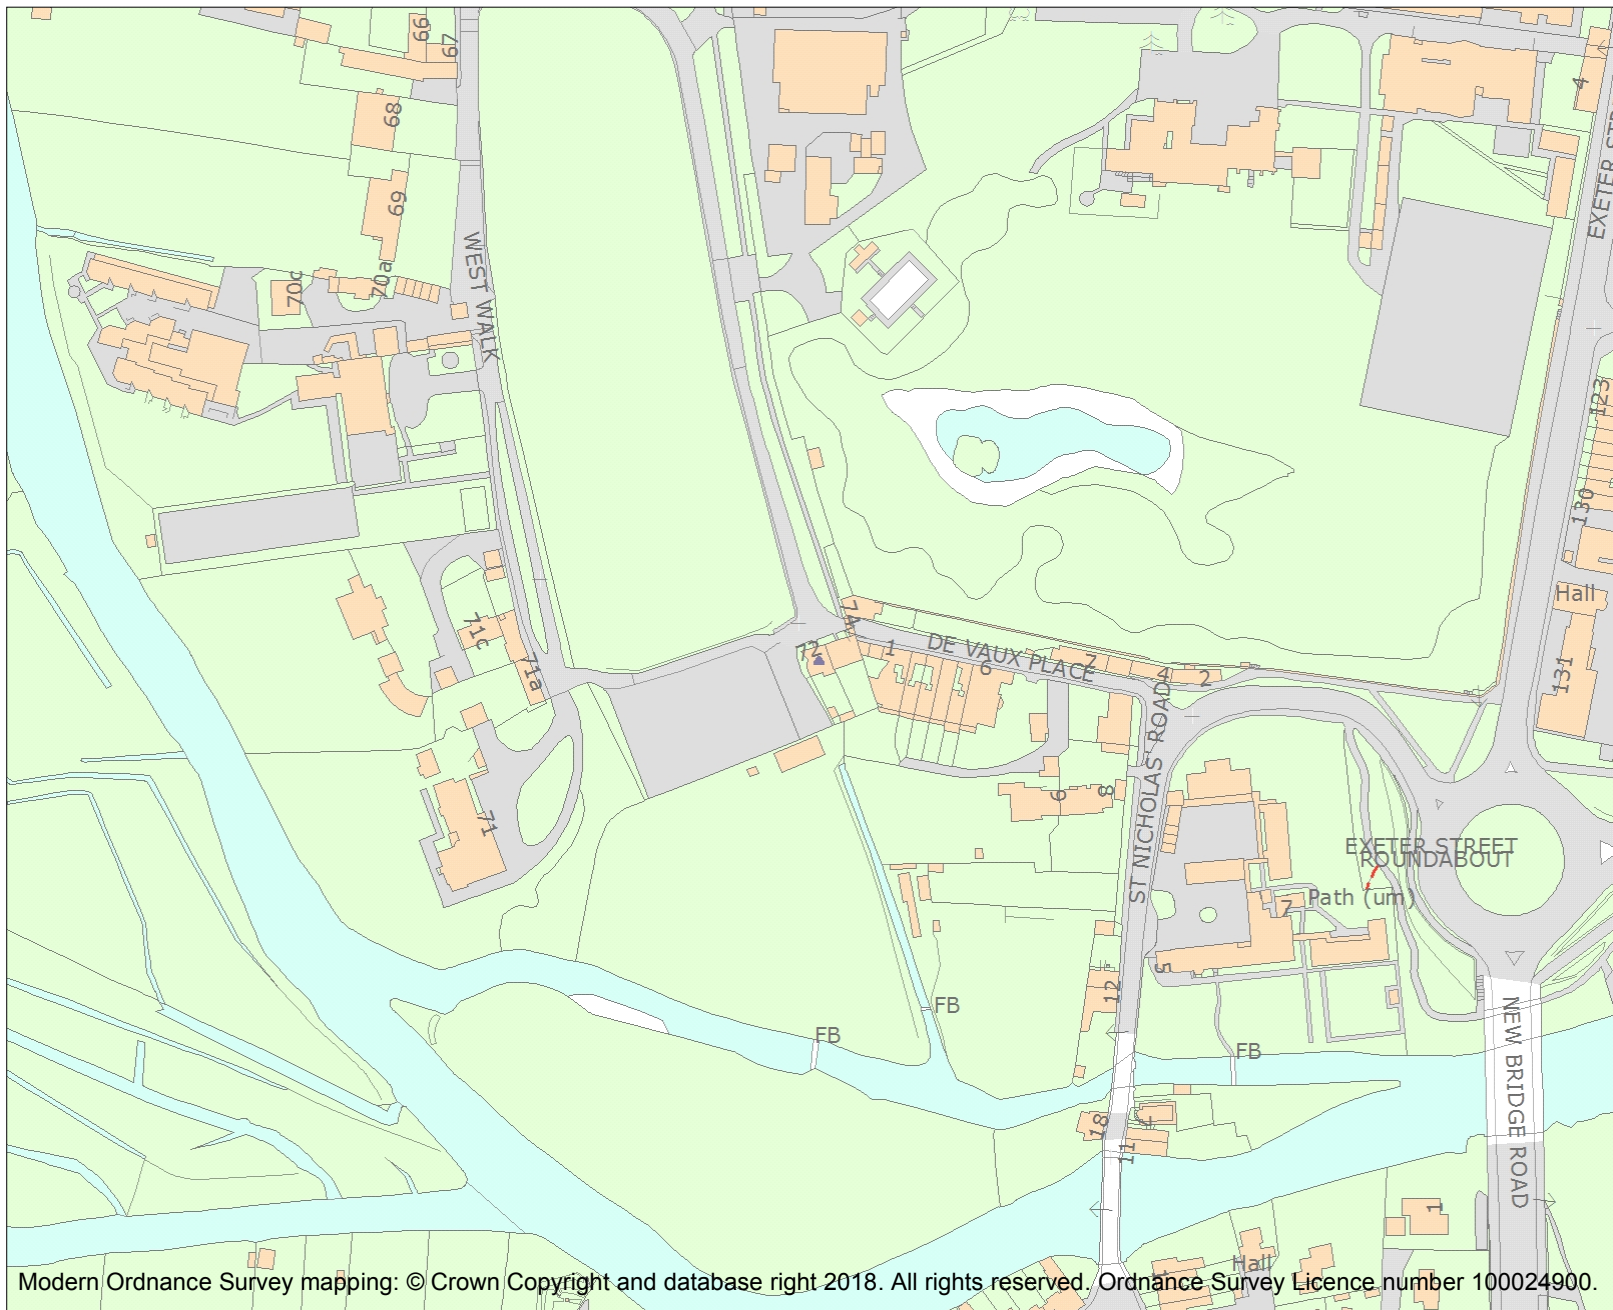 66
67
4
68
EXETER STR
69
WEST WALK
70c
70a
123
130
Hall
7A
71c
72
1
DE VAUX PLACE
7
6
4
2
71a
131
ST NICHOLAS' ROAD
9
8
71
EXETER STREET
ROUNDABOUT
Path (um)
7
5
12
FB
FB
FB
NEW BRIDGE ROAD
18
11
1
Hall
Modern Ordnance Survey mapping: © Crown Copyright and database right 2018. All rights reserved. Ordnance Survey Licence number 100024900.